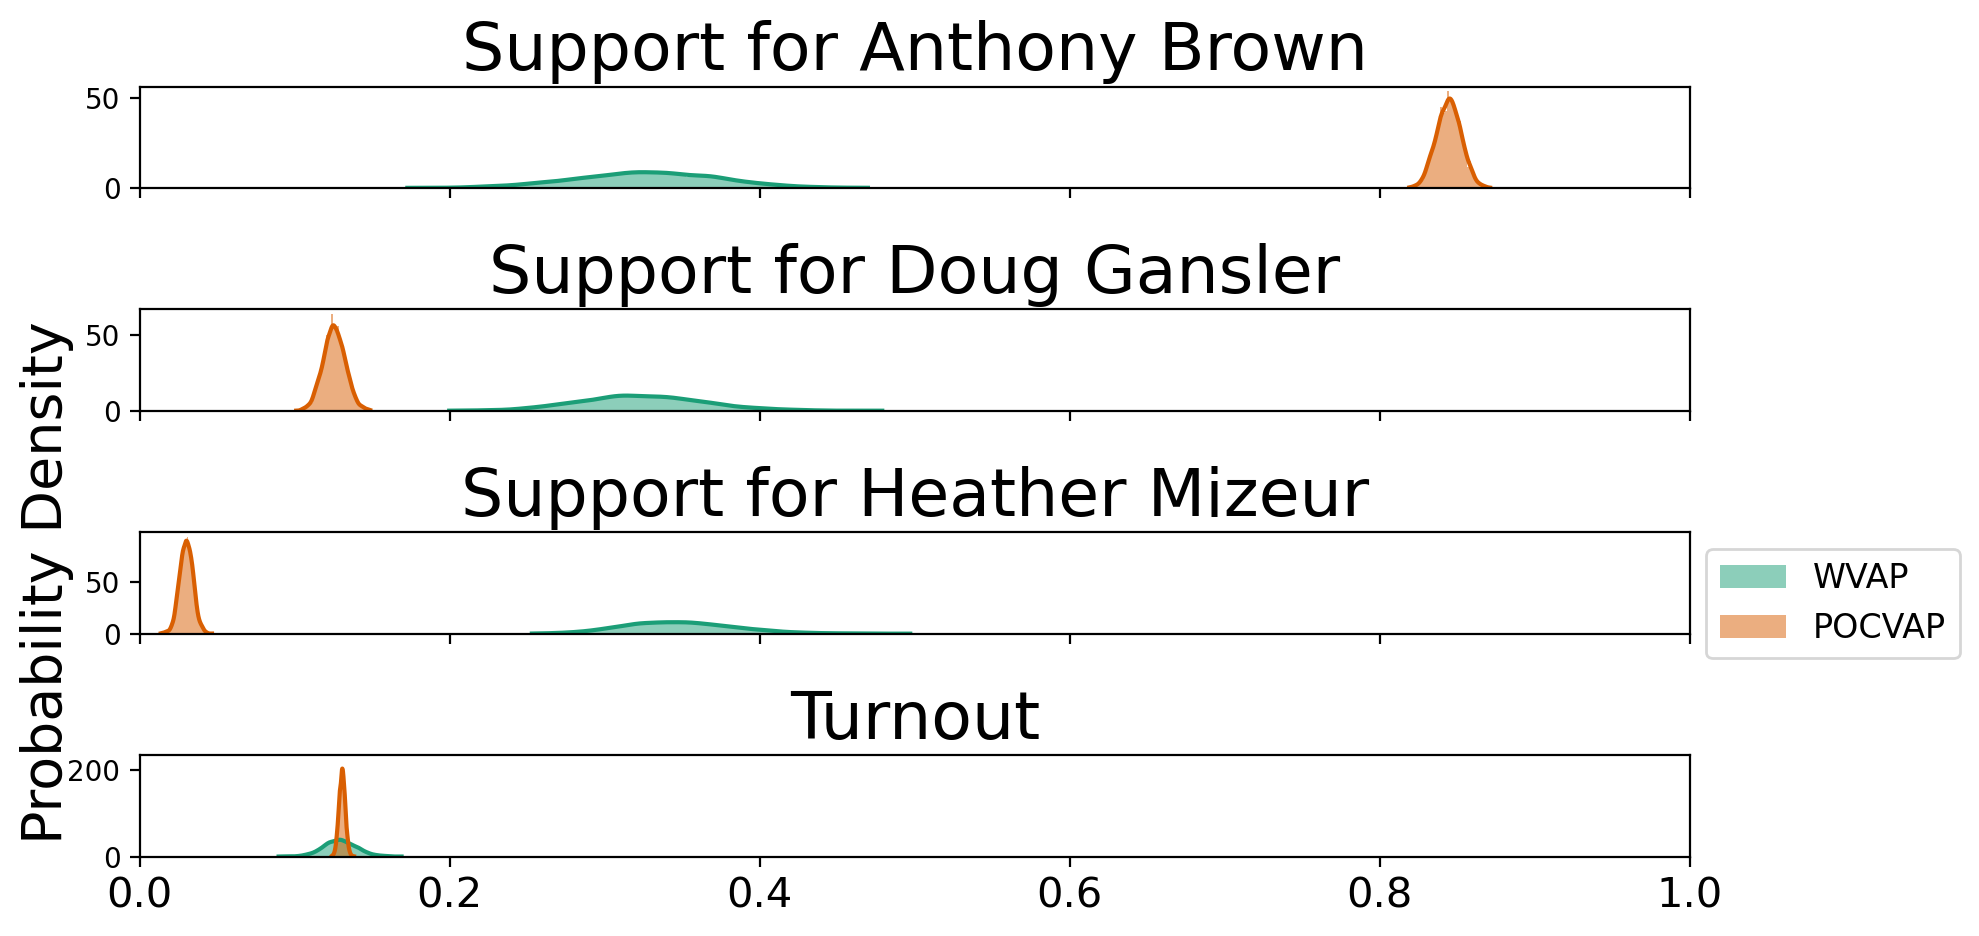 Support for Anthony Brown
50
0
Support for Doug Gansler
50
0
Support for Heather Mizeur
50
0
Turnout
200
0
0.0 0.2 0.4 0.6 0.8 1.0
Probability Density
WVAP
POCVAP